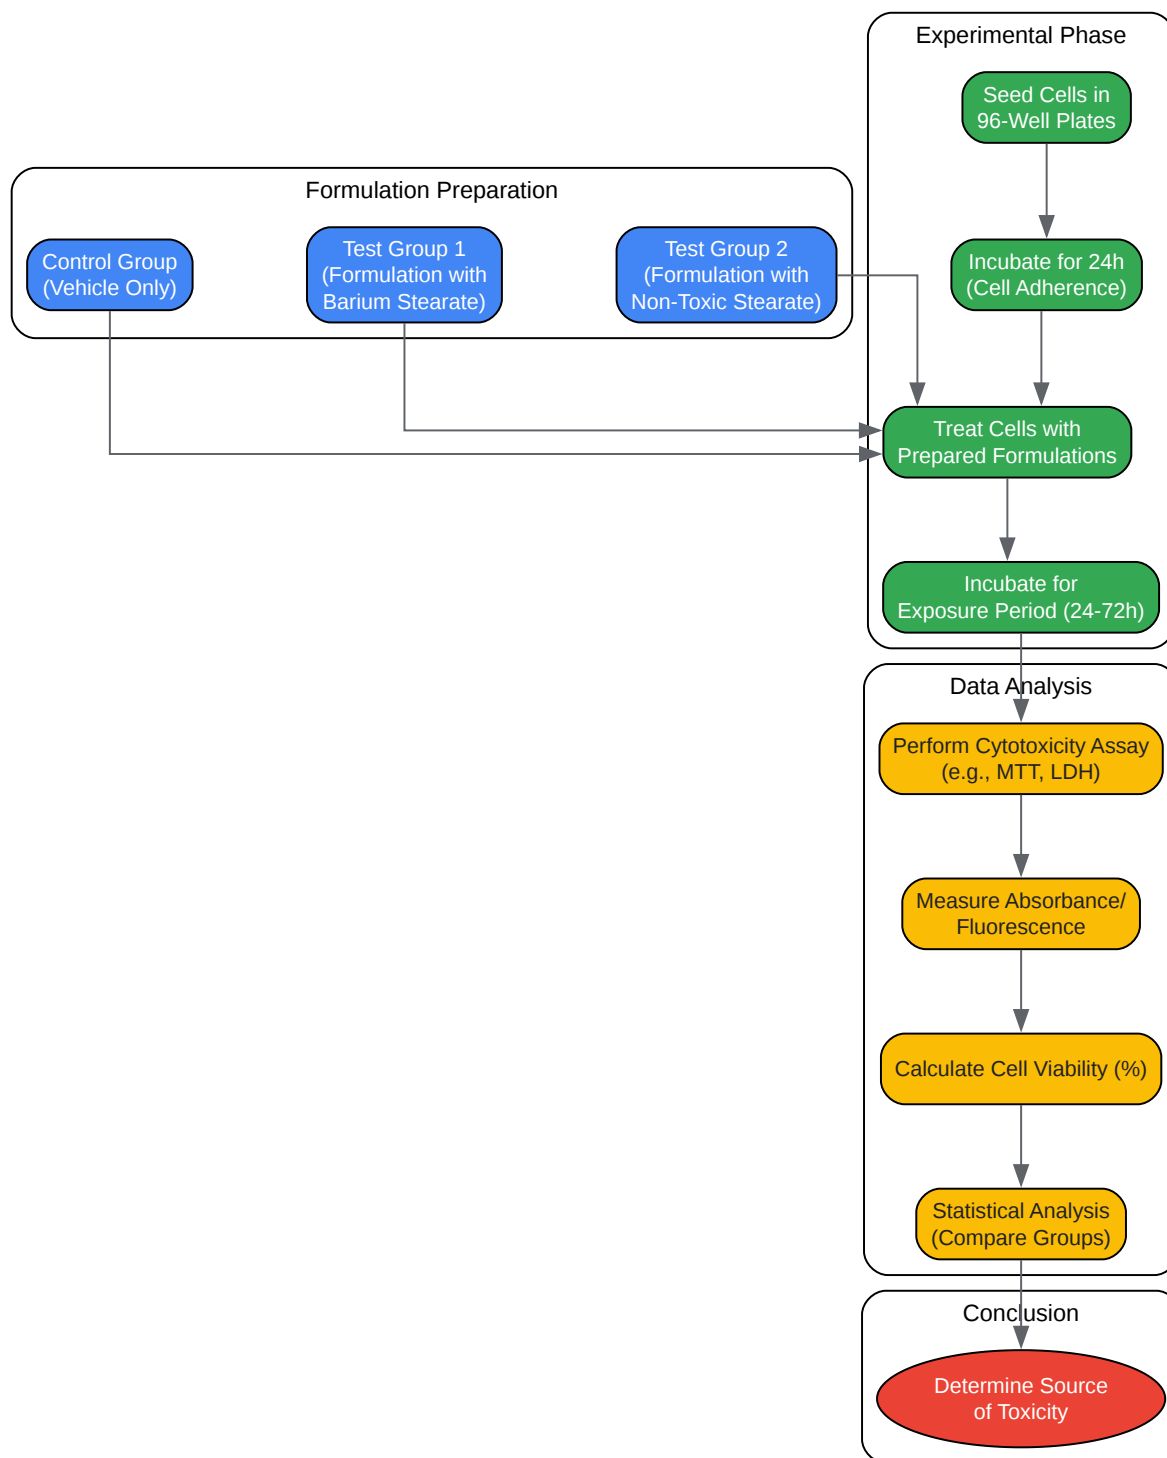 Experimental Phase
Seed Cells in
96-Well Plates
Formulation Preparation
Control Group
(Vehicle Only)
Test Group 1
(Formulation with
Barium Stearate)
Test Group 2
(Formulation with
Non-Toxic Stearate)
Incubate for 24h
(Cell Adherence)
Treat Cells with
Prepared Formulations
Incubate for
Exposure Period (24-72h)
Data Analysis
Perform Cytotoxicity Assay
(e.g., MTT, LDH)
Measure Absorbance/
Fluorescence
Calculate Cell Viability (%)
Statistical Analysis
(Compare Groups)
Conclusion
Determine Source
of Toxicity